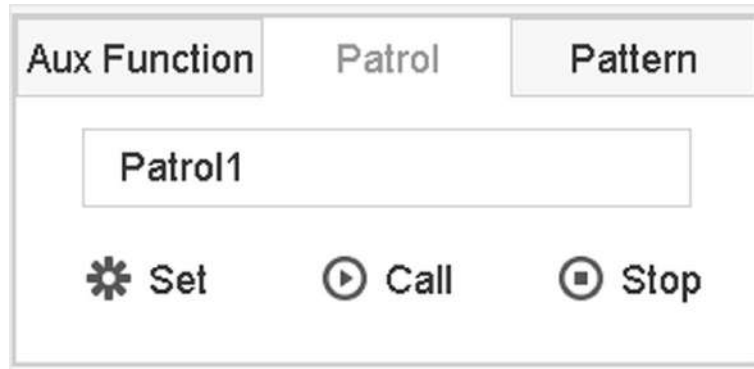 Aux Function Patrol Pattern
Patrol1
Set Call Stop